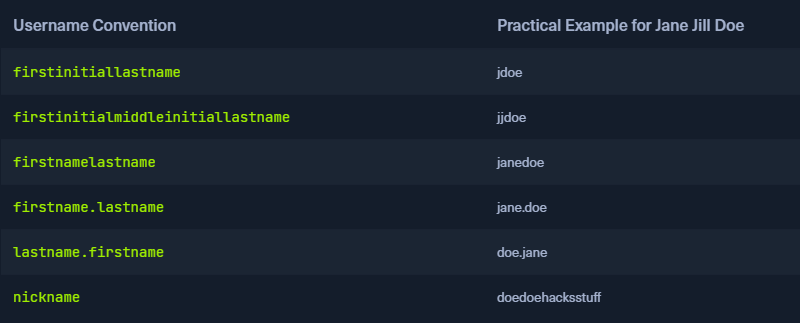 Username Convention Practical Example for Jane Jill Doe
firstinitiallastname jdoe
firstinitialmiddleinitiallastname jjdoe
firstnamelastname janedoe
firstname.lastname jane.doe
lastname.firstname doe.jane
nickname doedoehacksstuff